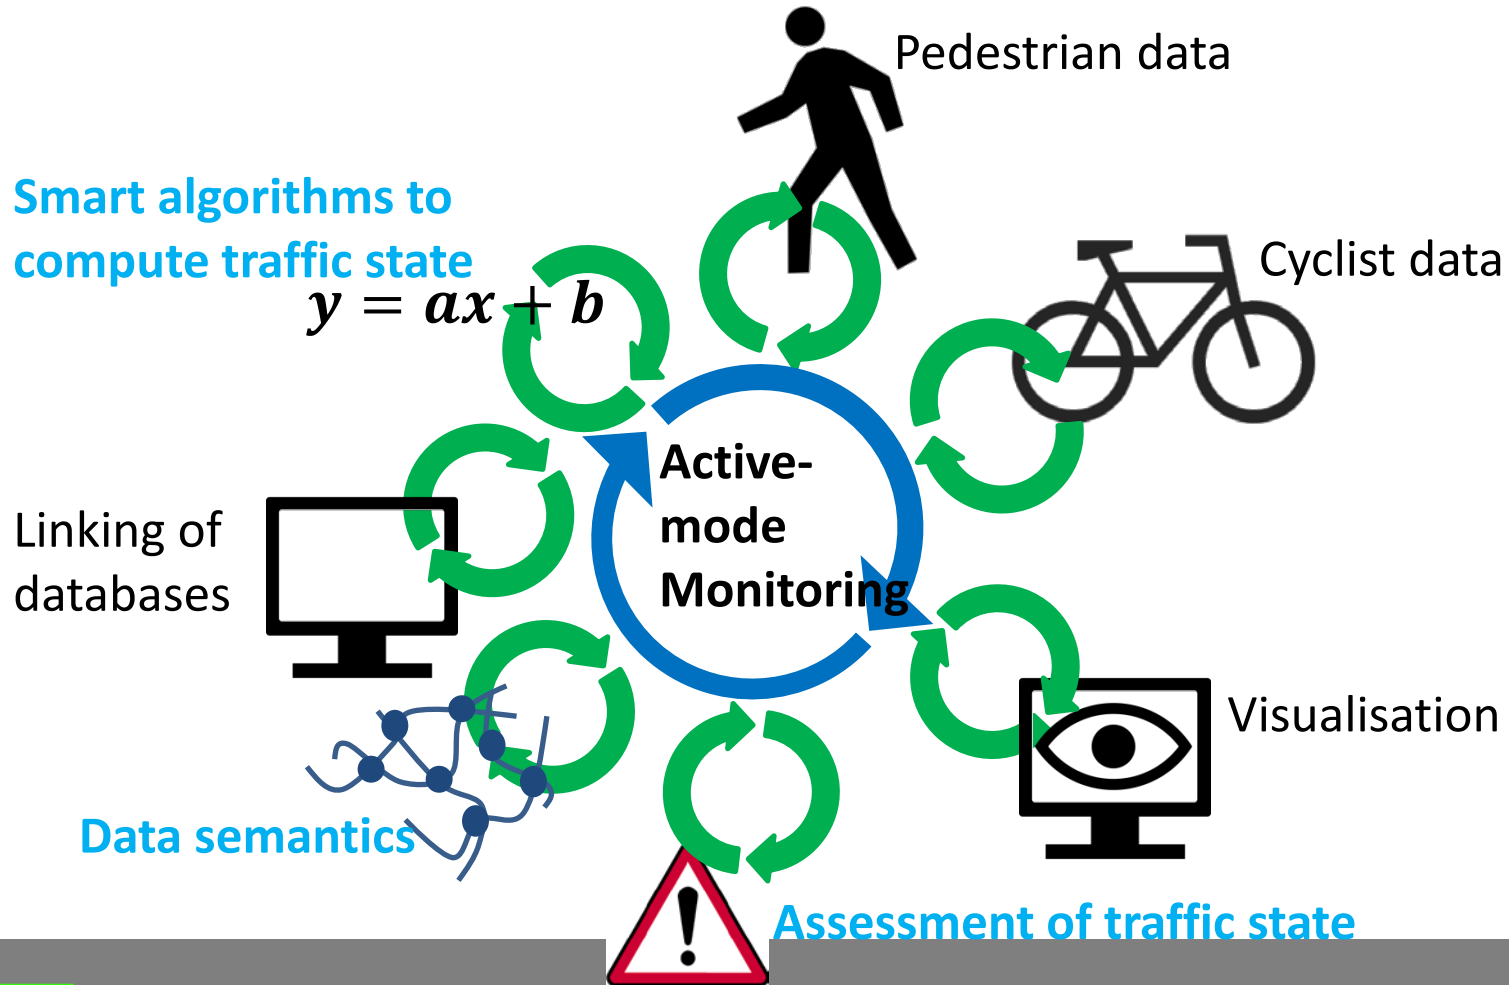 Pedestrian data
Smart algorithms to
compute traffic state
y = ax + b
Cyclist data
Active-
mode
Monitoring
Linking of
databases
Visualisation
Data semantics
Assessment of traffic state